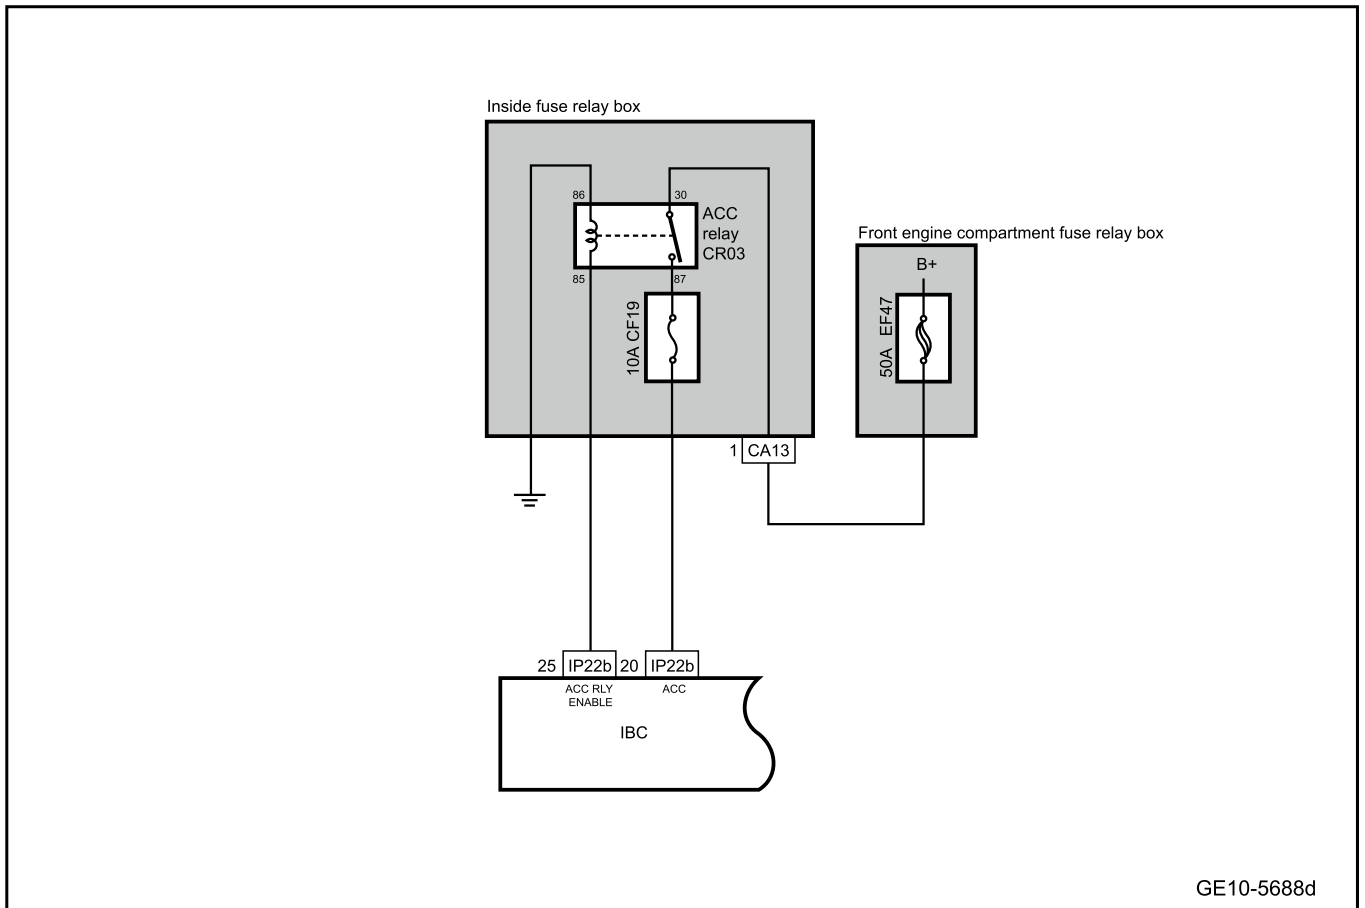 Inside fuse relay box
86
30
ACC
relay
CR03
85
87
10A CF19
Front engine compartment fuse relay box
B+
50A EF47
1 CA13
25 IP22b 20 IP22b
ACC RLY
ENABLE
ACC
IBC
GE10-5688d